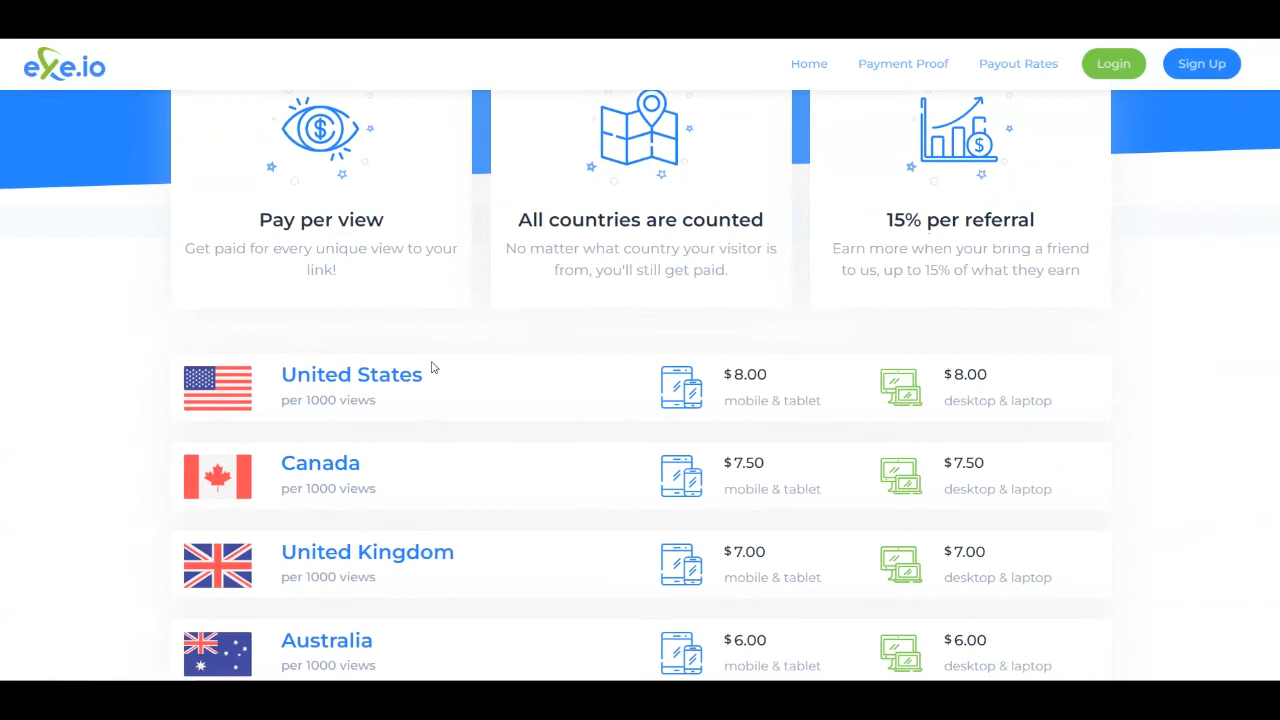 exe.io
Home
Payment Proof
Payout Rates
Login
Sign Up
Pay per view
Get paid for every unique view to your
link!
All countries are counted
No matter what country your visitor is
from, you'll still get paid.
15% per referral
Earn more when your bring a friend
to us, up to 15% of what they earn
United States
per 1000 views
$8.00
mobile & tablet
$8.00
desktop & laptop
Canada
per 1000 views
$7.50
mobile & tablet
$7.50
desktop & laptop
United Kingdom
per 1000 views
$7.00
mobile & tablet
$7.00
desktop & laptop
Australia
per 1000 views
$6.00
mobile & tablet
$6.00
desktop & laptop